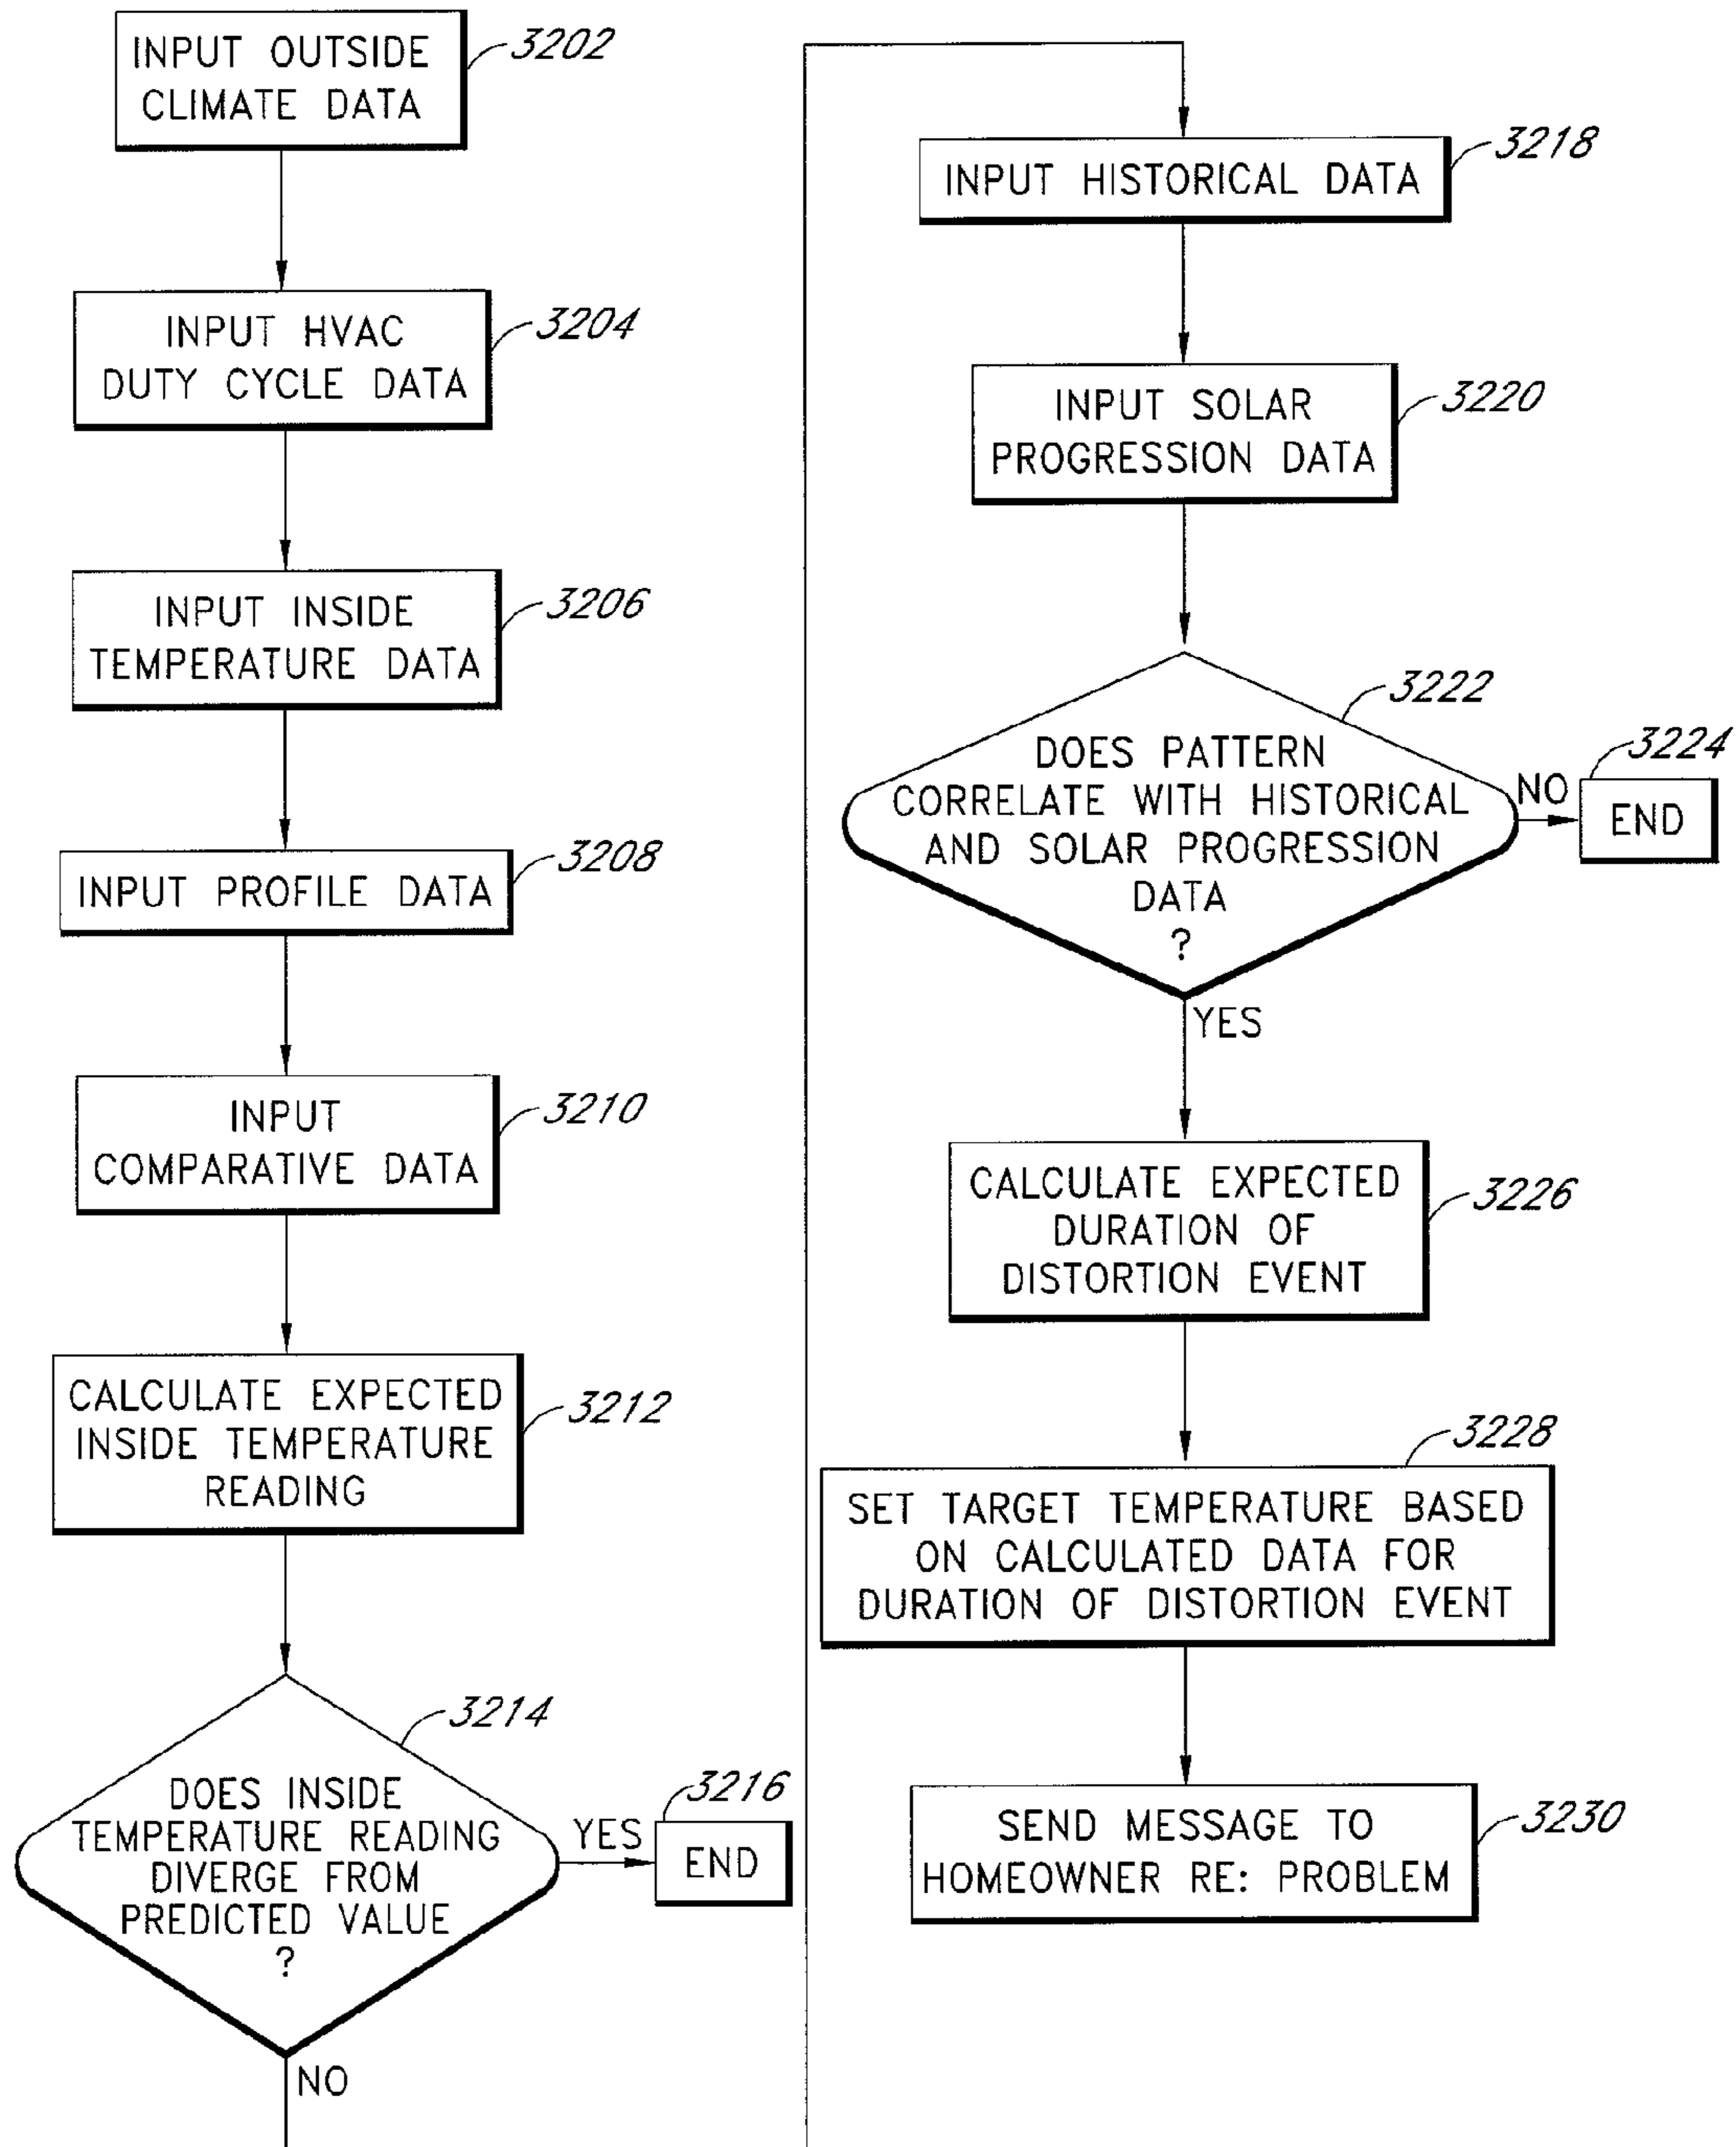 INPUT OUTSIDE
CLIMATE DATA
3202
INPUT HVAC
DUTY CYCLE DATA
3204
INPUT INSIDE
TEMPERATURE DATA
3206
INPUT PROFILE DATA
3208
INPUT
COMPARATIVE DATA
3210
CALCULATE EXPECTED
INSIDE TEMPERATURE
READING
3212
3214
DOES INSIDE
TEMPERATURE READING
DIVERGE FROM
PREDICTED VALUE
?
YES
3216
END
NO
INPUT HISTORICAL DATA
3218
INPUT SOLAR
PROGRESSION DATA
3220
3222
DOES PATTERN
CORRELATE WITH HISTORICAL
AND SOLAR PROGRESSION
DATA
?
NO
3224
END
YES
CALCULATE EXPECTED
DURATION OF
DISTORTION EVENT
3226
3228
SET TARGET TEMPERATURE BASED
ON CALCULATED DATA FOR
DURATION OF DISTORTION EVENT
SEND MESSAGE TO
HOMEOWNER RE: PROBLEM
3230